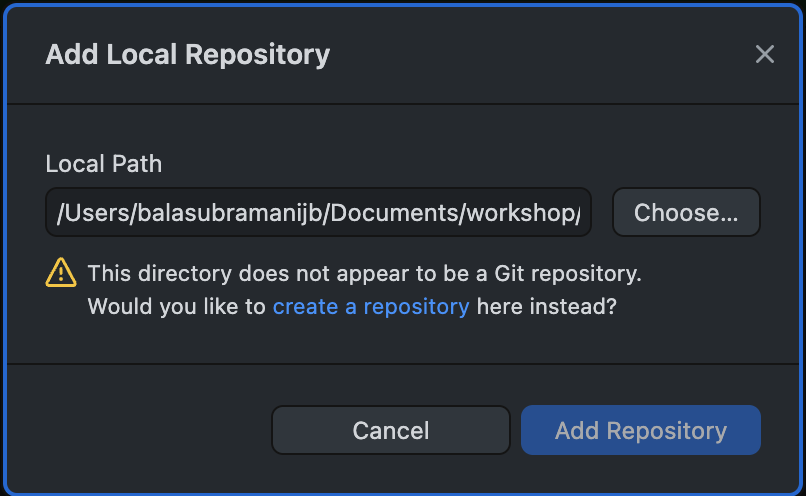 Add Local Repository
Local Path
/Users/balasubramanijb/Documents/workshop/
Choose...
This directory does not appear to be a Git repository.
Would you like to create a repository here instead?
Cancel
Add Repository